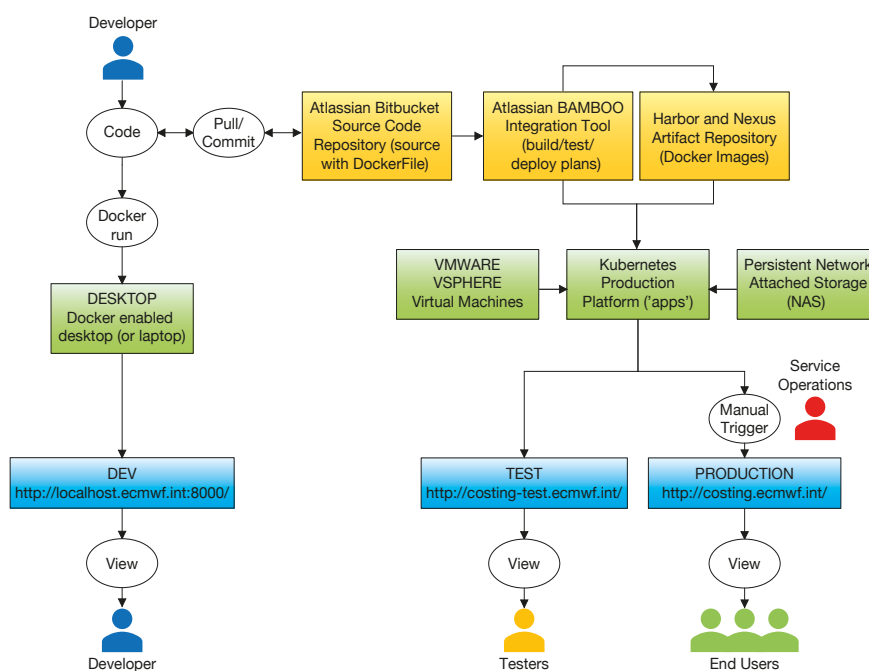 Developer
Code
Pull/
Commit
Atlassian Bitbucket
Source Code
Repository (source
with DockerFile)
Atlassian BAMBOO
Integration Tool
(build/test/
deploy plans)
Harbor and Nexus
Artifact Repository
(Docker Images)
Docker
run
DESKTOP
Docker enabled
desktop (or laptop)
VMWARE
VSPHERE
Virtual Machines
Kubernetes
Production
Platform ('apps')
Persistent Network
Attached Storage
(NAS)
Service
Operations
Manual
Trigger
DEV
http://localhost.ecmwf.int:8000/
TEST
http://costing-test.ecmwf.int/
PRODUCTION
http://costing.ecmwf.int/
View
View
View
Developer
Testers
End Users